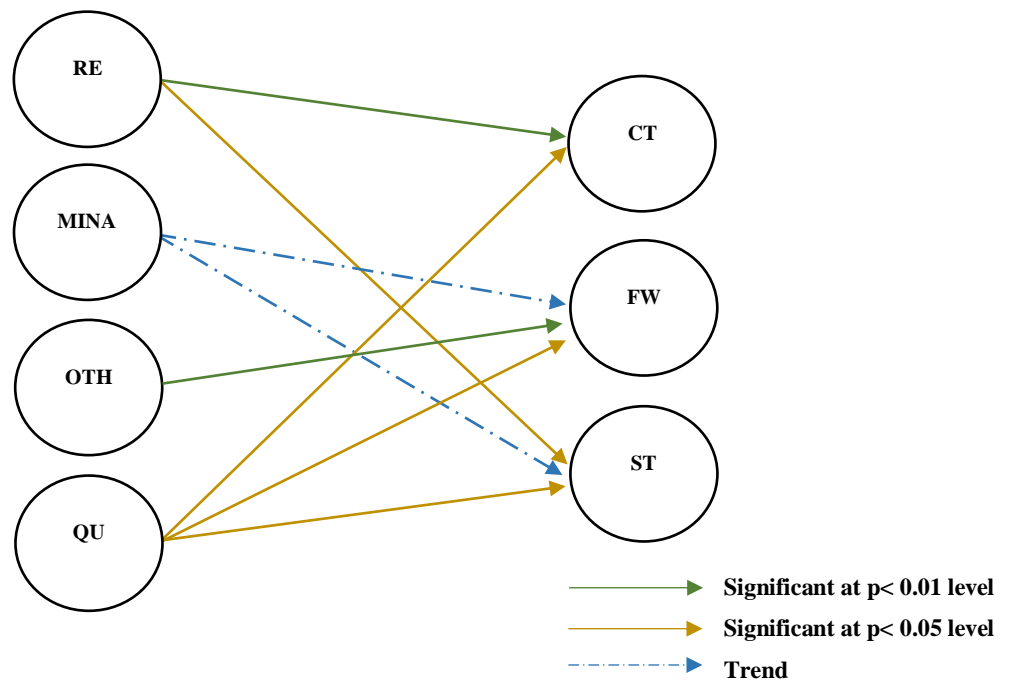 RE
MINA
OTH
QU
CT
FW
ST
Significant at p< 0.01 level
Significant at p< 0.05 level
Trend